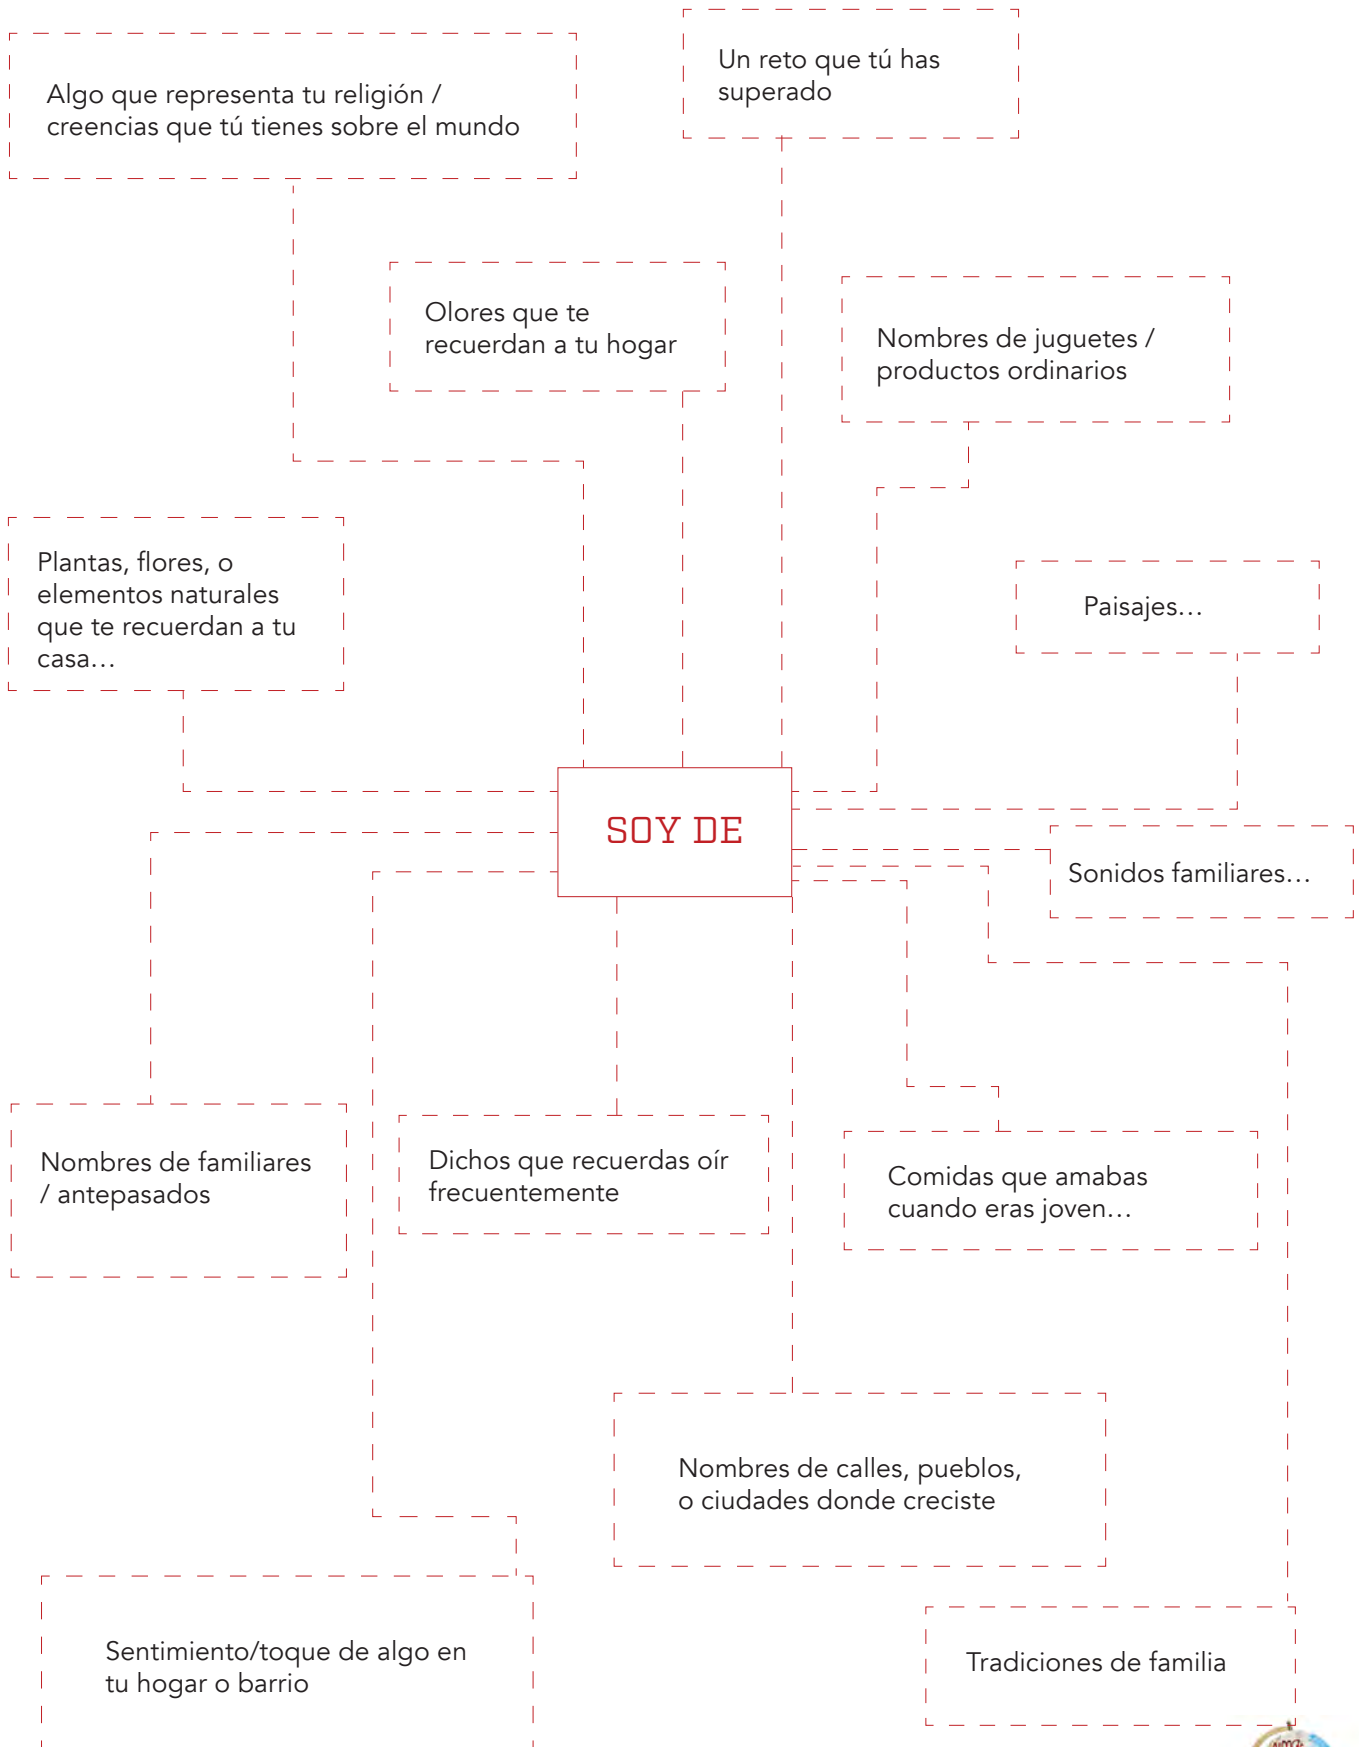 Un reto que tú has
superado
Algo que representa tu religión /
creencias que tú tienes sobre el mundo
Olores que te
recuerdan a tu hogar
Nombres de juguetes /
productos ordinarios
Plantas, flores, o
elementos naturales
que te recuerdan a tu
casa…
Paisajes…
SOY DE
Sonidos familiares…
Nombres de familiares
/ antepasados
Dichos que recuerdas oír
frecuentemente
Comidas que amabas
cuando eras joven…
Nombres de calles, pueblos,
o ciudades donde creciste
Sentimiento/toque de algo en
tu hogar o barrio
Tradiciones de familia